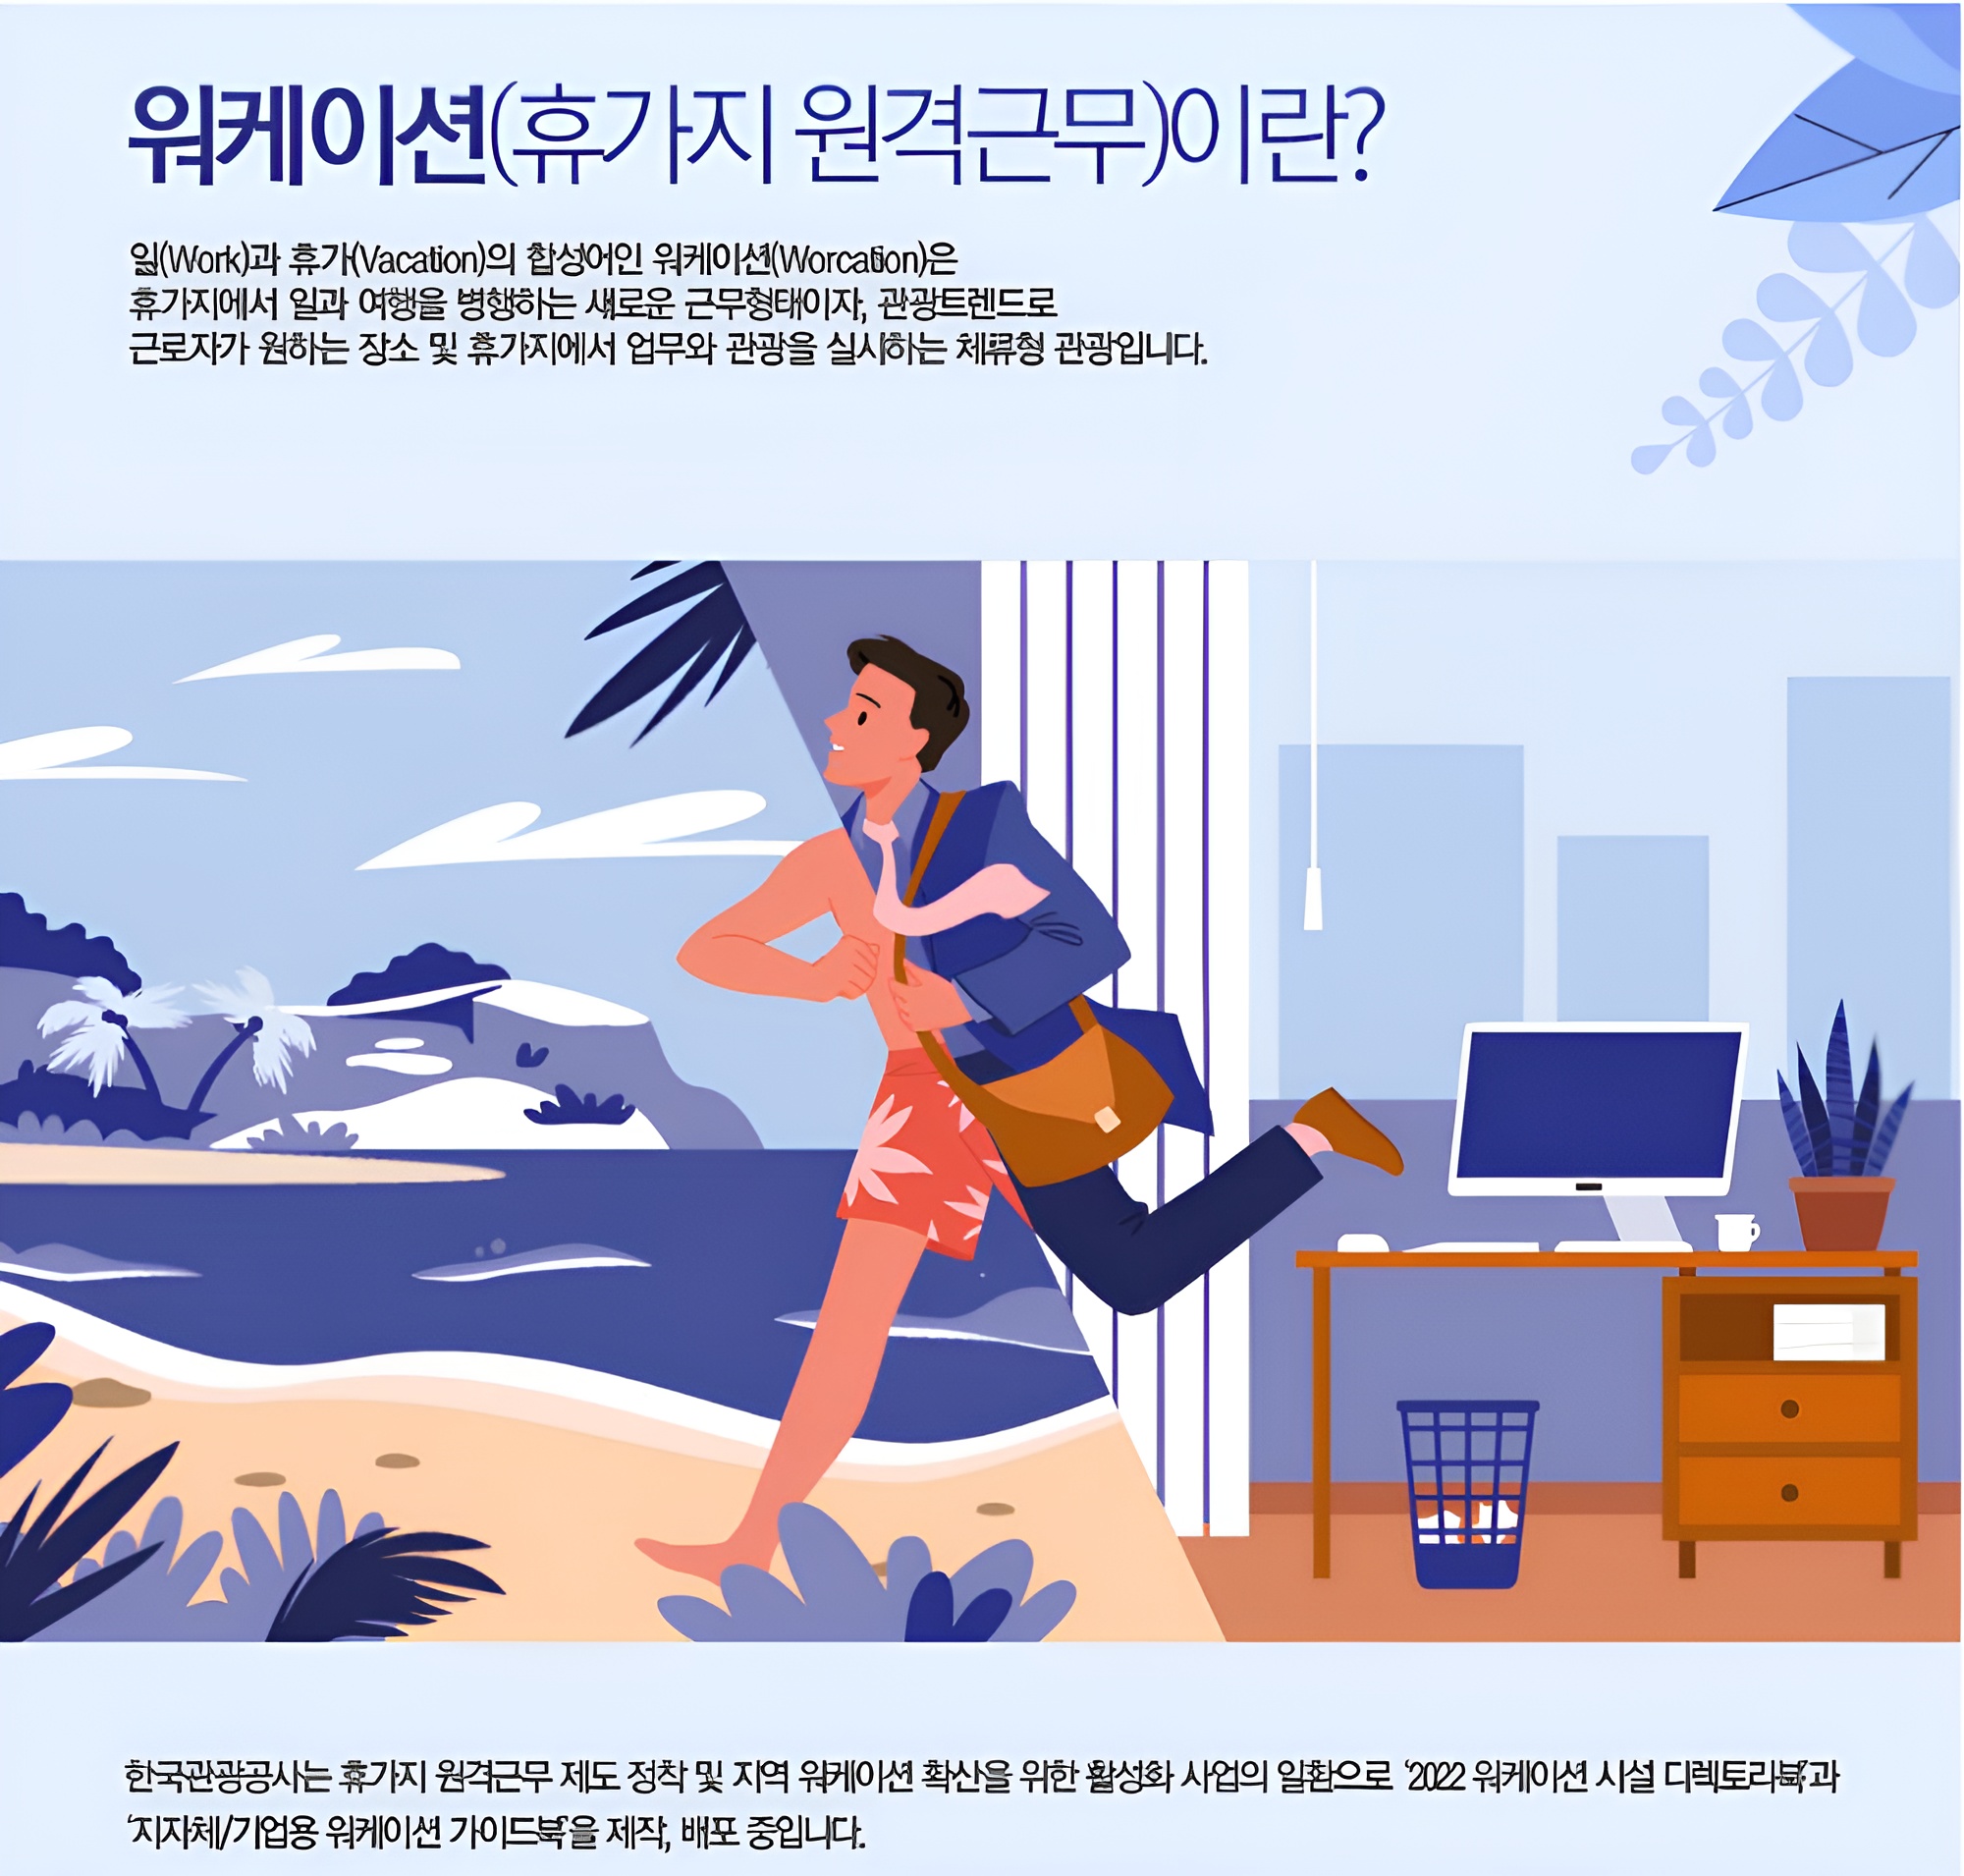 워케이션(휴가지 원격근무)이란?
일(Work)과 휴가(Vacation)의 합성어인 워케이션(Worcation)은
휴가지에서 일과 여행을 병행하는 새로운 근무형태이자, 관광트렌드로
근로자가 원하는 장소 및 휴가지에서 업무와 관광을 실시하는 체류형 관광입니다.
한국관광공사는 휴가지 원격근무 제도 정착 및 지역 워케이션 확산을 위한 활성화 사업의 일환으로 ‘2022 워케이션 시설 디렉토리북’과
‘지자체/기업용 워케이션 가이드북’을 제작, 배포 중입니다.